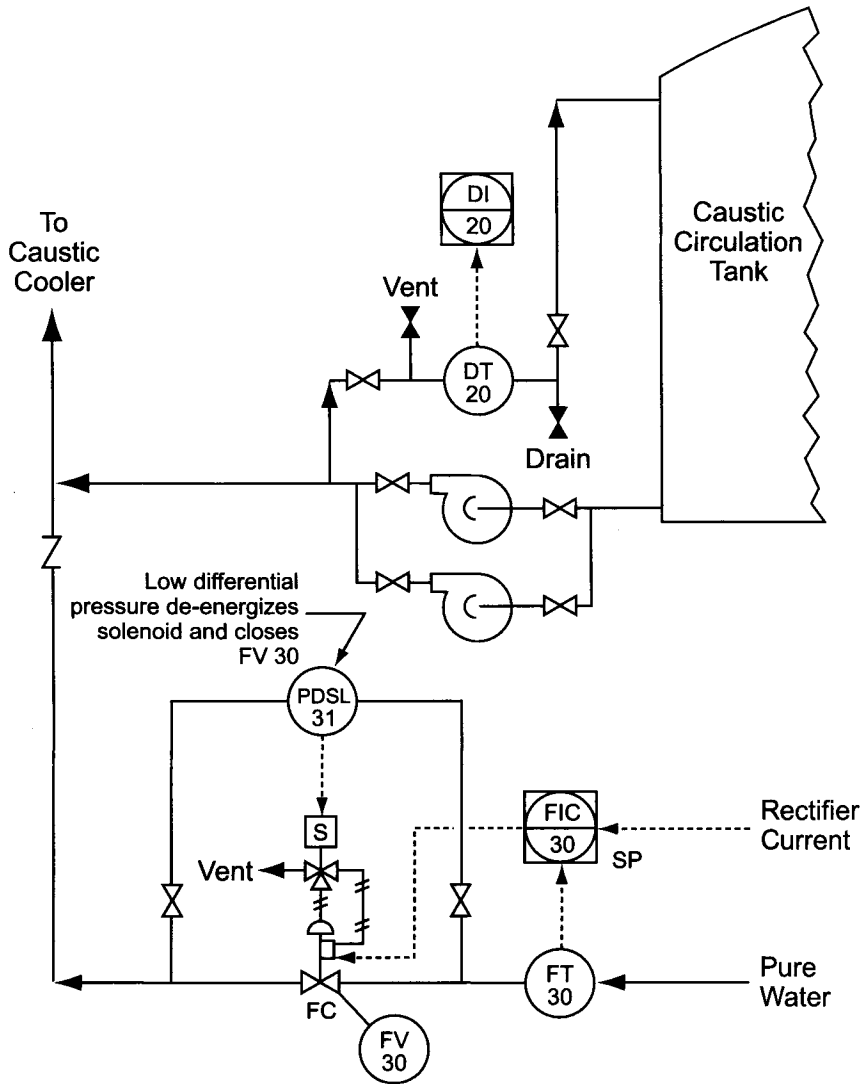 DI
20
To
Caustic
Cooler
Caustic
Circulation
Tank
Vent
DT
20
Drain
Low differential
pressure de-energizes
solenoid and closes
FV 30
PDSL
31
S
Vent
FIC
30
SP
Rectifier
Current
FC
FT
30
Pure
Water
FV
30